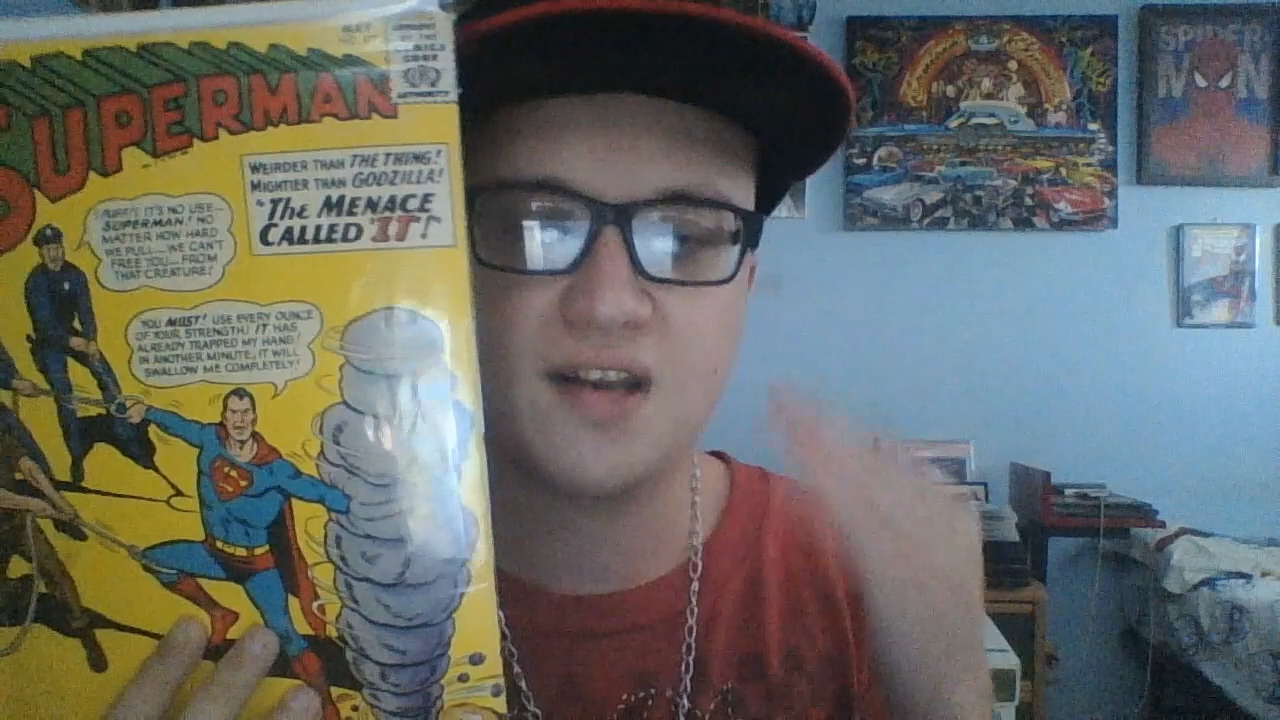 SUPERMAN
MAY
WEIRDER THAN THE THING!
MIGHTIER THAN GODZILLA!
"THE MENACE
CALLED 'IT'!
IT'S NO USE—
SUPERMAN! NO
MATTER HOW HARD
WE PULL—WE CAN'T
FREE YOU—FROM
THAT CREATURE!
YOU MUST! USE EVERY OUNCE
OF YOUR STRENGTH! IT HAS
ALREADY TRAPPED MY HAND!
IN ANOTHER MINUTE, IT WILL
SWALLOW ME COMPLETELY!
S
SPIDER
M N